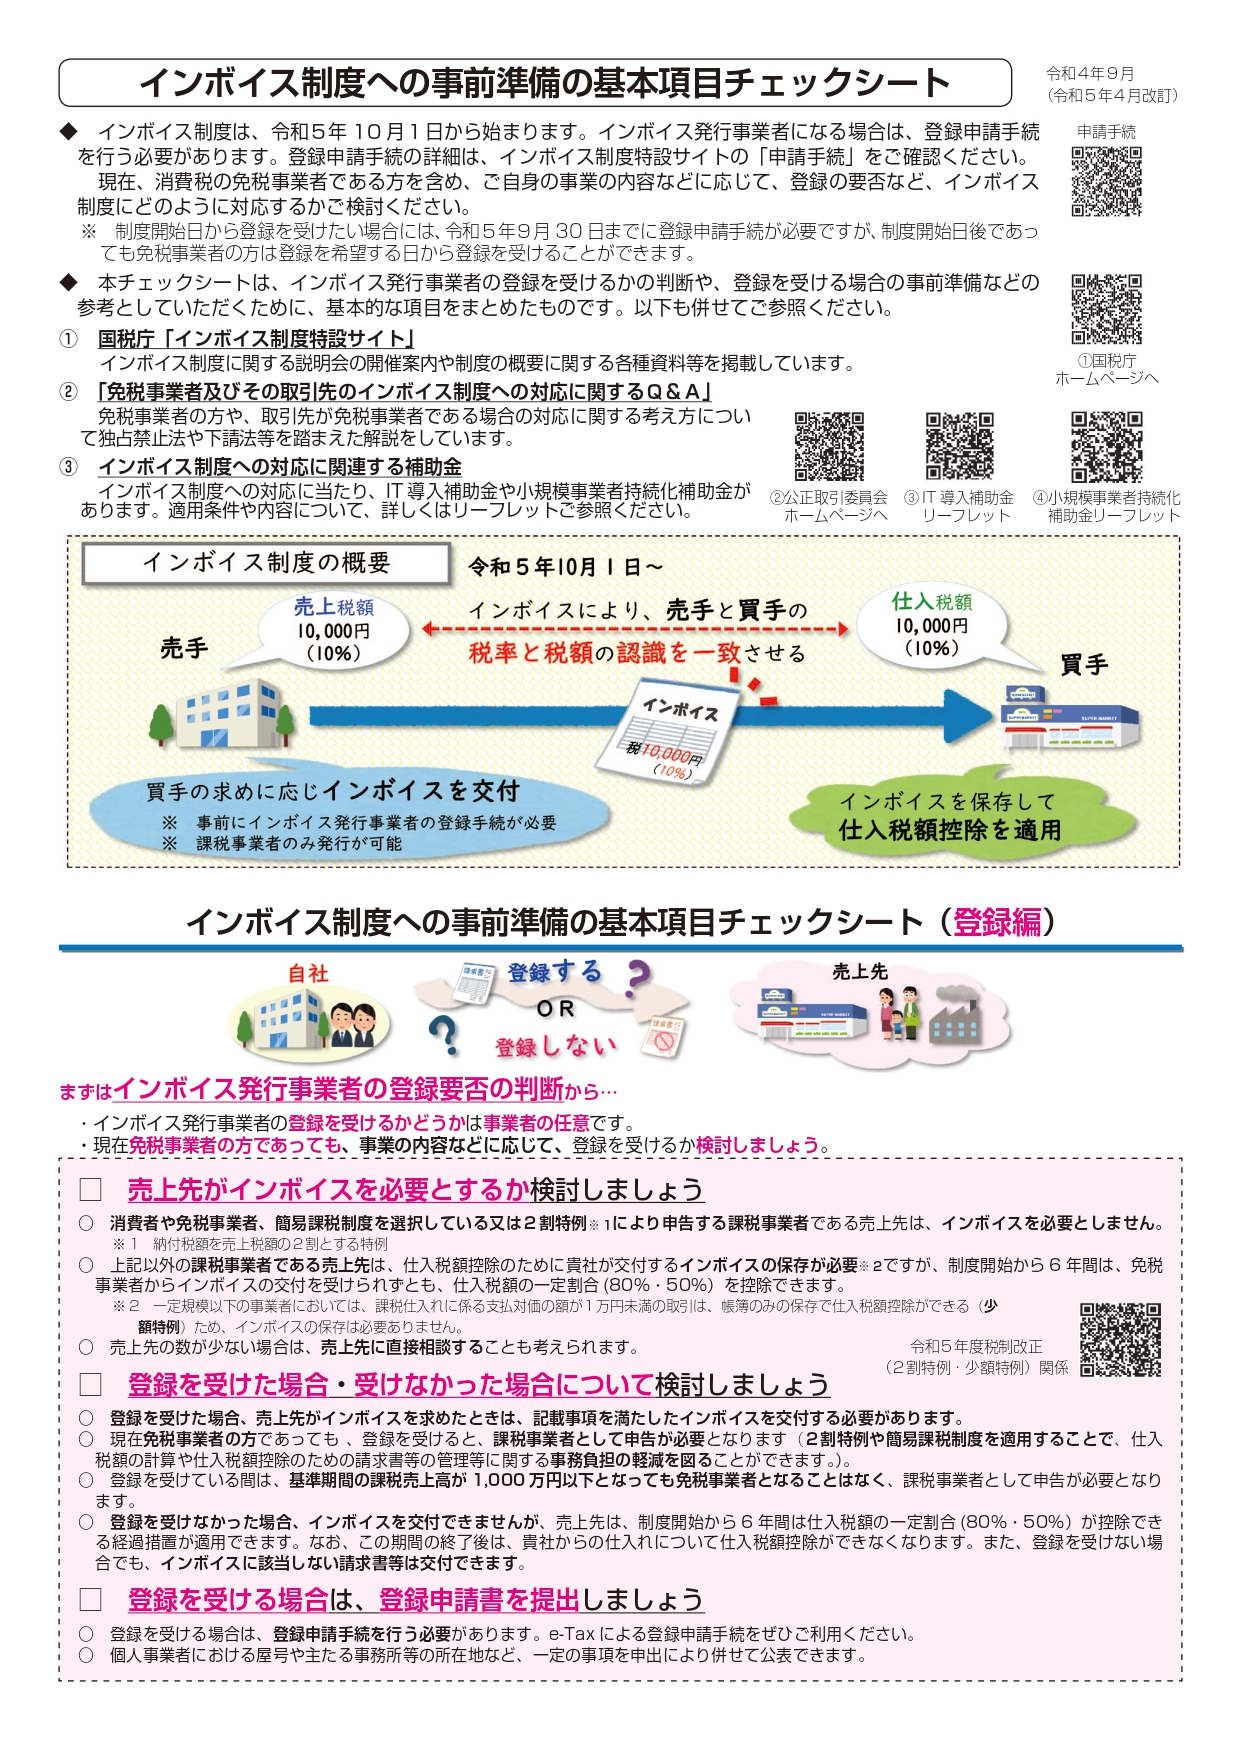 インボイス制度への事前準備の基本項目チェックシート
令和4年9月
（令和5年4月改訂）
◆　インボイス制度は、令和5年10月1日から始まります。インボイス発行事業者になる場合は、登録申請手続
を行う必要があります。登録申請手続の詳細は、インボイス制度特設サイトの「申請手続」をご確認ください。
現在、消費税の免税事業者である方を含め、ご自身の事業の内容などに応じて、登録の要否など、インボイス
制度にどのように対応するかご検討ください。
※　制度開始日から登録を受けたい場合には、令和5年9月30日までに登録申請手続が必要ですが、制度開始日後であっ
ても免税事業者の方は登録を希望する日から登録を受けることができます。
申請手続
◆　本チェックシートは、インボイス発行事業者の登録を受けるかの判断や、登録を受ける場合の事前準備などの
参考としていただくために、基本的な項目をまとめたものです。以下も併せてご参照ください。
①　国税庁「インボイス制度特設サイト」
インボイス制度に関する説明会の開催案内や制度の概要に関する各種資料等を掲載しています。
①国税庁
ホームページへ
②　「免税事業者及びその取引先のインボイス制度への対応に関するQ&A」
免税事業者の方や、取引先が免税事業者である場合の対応に関する考え方につい
て独占禁止法や下請法等を踏まえた解説をしています。
③　インボイス制度への対応に関連する補助金
インボイス制度への対応に当たり、IT導入補助金や小規模事業者持続化補助金が
あります。適用条件や内容について、詳しくはリーフレットご参照ください。
②公正取引委員会
ホームページへ
③IT導入補助金
リーフレット
④小規模事業者持続化
補助金リーフレット
インボイス制度の概要
令和5年10月1日～
売手
売上税額
10,000円
（10%）
インボイスにより、売手と買手の
税率と税額の認識を一致させる
仕入税額
10,000円
（10%）
買手
インボイス
税10,000円
（10%）
SUPER MARKET
買手の求めに応じインボイスを交付
※　事前にインボイス発行事業者の登録手続が必要
※　課税事業者のみ発行が可能
インボイスを保存して
仕入税額控除を適用
インボイス制度への事前準備の基本項目チェックシート（登録編）
自社
請求書
登録する
?
OR
?
登録しない
請求書
売上先
SUPER MARKET
まずはインボイス発行事業者の登録要否の判断から…
・インボイス発行事業者の登録を受けるかどうかは事業者の任意です。
・現在免税事業者の方であっても、事業の内容などに応じて、登録を受けるか検討しましょう。
□　売上先がインボイスを必要とするか検討しましょう
○　消費者や免税事業者、簡易課税制度を選択している又は2割特例※1により申告する課税事業者である売上先は、インボイスを必要としません。
※1　納付税額を売上税額の2割とする特例
○　上記以外の課税事業者である売上先は、仕入税額控除のために貴社が交付するインボイスの保存が必要※2ですが、制度開始から6年間は、免税
事業者からインボイスの交付を受けられずとも、仕入税額の一定割合(80%・50%）を控除できます。
※2　一定規模以下の事業者においては、課税仕入れに係る支払対価の額が1万円未満の取引は、帳簿のみの保存で仕入税額控除ができる（少
額特例）ため、インボイスの保存は必要ありません。
○　売上先の数が少ない場合は、売上先に直接相談することも考えられます。
令和5年度税制改正
（2割特例・少額特例）関係
□　登録を受けた場合・受けなかった場合について検討しましょう
○　登録を受けた場合、売上先がインボイスを求めたときは、記載事項を満たしたインボイスを交付する必要があります。
○　現在免税事業者の方であっても、登録を受けると、課税事業者として申告が必要となります（2割特例や簡易課税制度を適用することで、仕入
税額の計算や仕入税額控除のための請求書等の管理等に関する事務負担の軽減を図ることができます。）。
○　登録を受けている間は、基準期間の課税売上高が1,000万円以下となっても免税事業者となることはなく、課税事業者として申告が必要となり
ます。
○　登録を受けなかった場合、インボイスを交付できませんが、売上先は、制度開始から6年間は仕入税額の一定割合(80%・50%）が控除でき
る経過措置が適用できます。なお、この期間の終了後は、貴社からの仕入れについて仕入税額控除ができなくなります。また、登録を受けない場
合でも、インボイスに該当しない請求書等は交付できます。
□　登録を受ける場合は、登録申請書を提出しましょう
○　登録を受ける場合は、登録申請手続を行う必要があります。e-Taxによる登録申請手続をぜひご利用ください。
○　個人事業者における屋号や主たる事務所等の所在地など、一定の事項を申出により併せて公表できます。